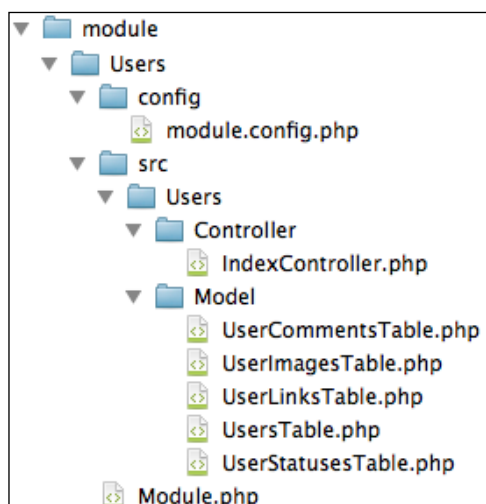 module
Users
config
module.config.php
src
Users
Controller
IndexController.php
Model
UserCommentsTable.php
UserImagesTable.php
UserLinksTable.php
UsersTable.php
UserStatusesTable.php
Module.php